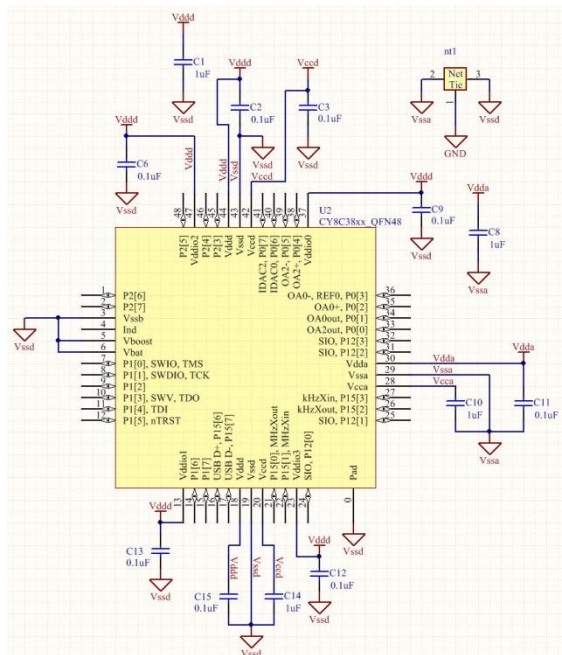 Vddd
C1
1uF
Vssd
Vddd
C2
0.1uF
Vssd
Vccd
C3
0.1uF
Vssd
nt1
2
Net
Tie
3
1
Vssa
Vssd
GND
Vddd
C6
0.1uF
Vssd
Vddd
Vddd
Vssd
Vccd
Vddd
C9
0.1uF
Vssd
Vdda
C8
1uF
Vssa
U2
CY8C38xx_QFN48
48
47
46
45
44
43
42
41
40
39
38
37
P2[5]
Vddio2
P2[4]
P2[3]
Vddd
Vssd
Vccd
IDAC2, P0[7]
IDAC0, P0[6]
OA2-, P0[5]
OA2+, P0[4]
Vddio0
1 P2[6]
2 P2[7]
3 Vssb
4 Ind
5 Vboost
6 Vbat
7 P1[0], SWIO, TMS
8 P1[1], SWDIO, TCK
9 P1[2]
10 P1[3], SWV, TDO
11 P1[4], TDI
12 P1[5], nTRST
Vssd
OA0-, REF0, P0[3] 36
OA0+, P0[2] 35
OA0out, P0[1] 34
OA2out, P0[0] 33
SIO, P12[3] 32
SIO, P12[2] 31
Vdda 30
Vssa 29
Vcca 28
kHzXin, P15[3] 27
kHzXout, P15[2] 26
SIO, P12[1] 25
Vdda
Vssa
Vcca
Vdda
C10
1uF
C11
0.1uF
Vssa
Vddio1
P1[6]
P1[7]
USB D+, P15[6]
USB D-, P15[7]
Vddd
Vssd
Vccd
P15[0], MHzXout
P15[1], MHzXin
Vddio3
SIO, P12[0]
Pad
13
14
15
16
17
18
19
20
21
22
23
24
0
Vddd
C13
0.1uF
Vssd
Vddd
Vssd
Vccd
C15
0.1uF
C14
1uF
Vssd
Vddd
C12
0.1uF
Vssd
Vssd